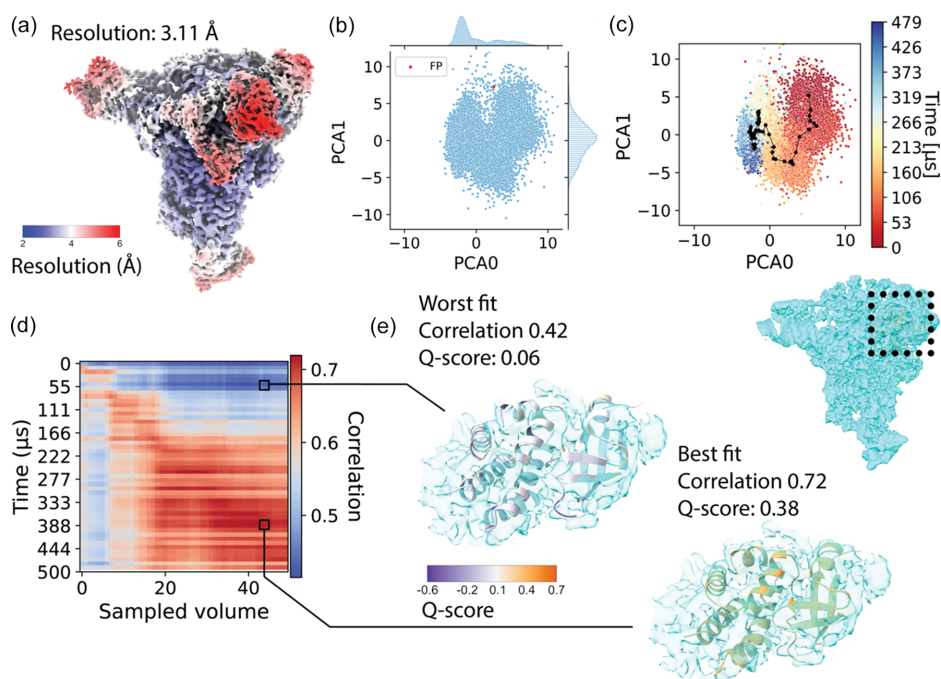 (a)
Resolution: 3.11 Å
2 4 6
Resolution (Å)
(b)
FP
PCA1
10
5
0
−5
−10
−10 0 10
PCA0
(c)
PCA1
10
5
0
−5
−10
−10 0 10
PCA0
479
426
373
319
266
213
160
106
53
0
Time [μs]
(d)
Time (μs)
0
55
111
166
222
277
333
388
444
500
0 20 40
Sampled volume
0.7
0.6
0.5
Correlation
(e)
Worst fit
Correlation 0.42
Q-score: 0.06
-0.6 -0.2 0.1 0.4 0.7
Q-score
Best fit
Correlation 0.72
Q-score: 0.38